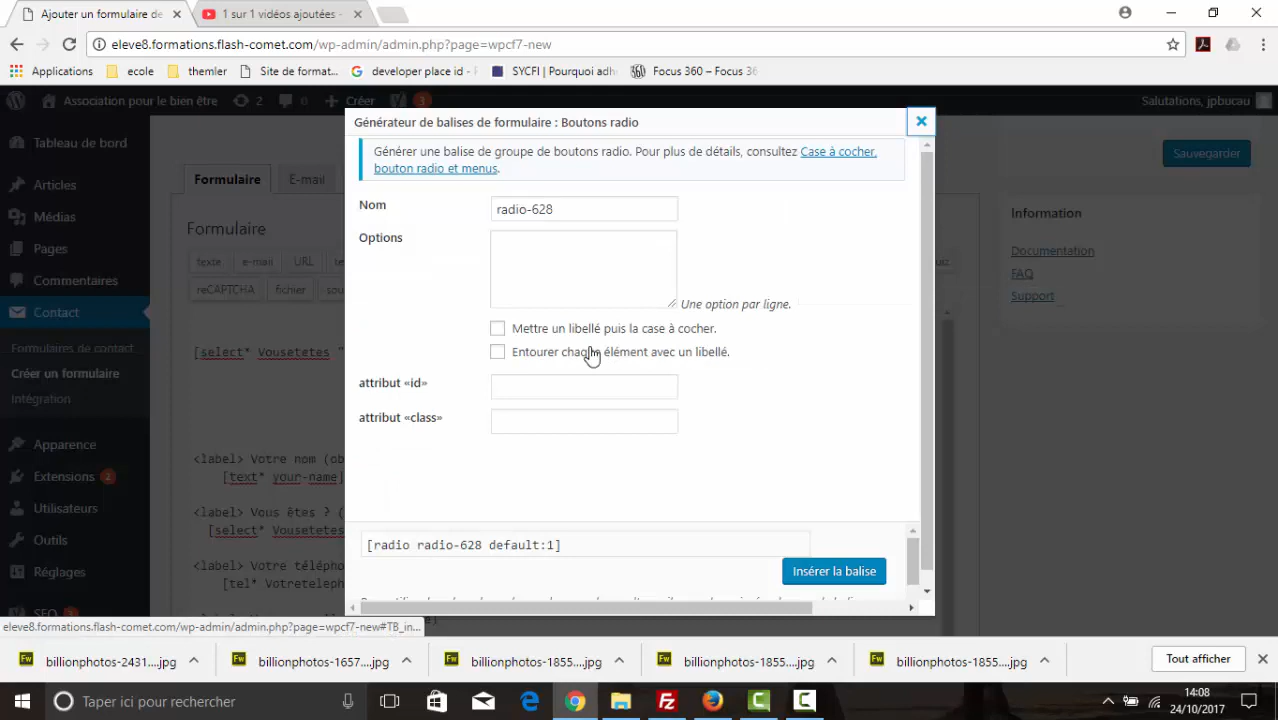 Ajouter un formulaire de
1 sur 1 vidéos ajoutées -
eleve8.formations.flash-comet.com/wp-admin/admin.php?page=wpcf7-new
Applications
ecole
themler
Site de format...
developer place id -
SYCFI | Pourquoi adh
Focus 360 – Focus 36
Association pour le bien être
2
0
Créer
3
Salutations, jpbucau
Tableau de bord
Articles
Médias
Pages
Commentaires
Contact
Formulaires de contact
Créer un formulaire
Intégration
Apparence
Extensions 2
Utilisateurs
Outils
Réglages
SEO
Formulaire
E-mail
Formulaire
texte
e-mail
URL
reCAPTCHA
fichier
[select* Vousetetes "
<label> Votre nom (ob
[text* your-name]
<label> Vous êtes ? (
[select* Vousetetes
<label> Votre téléph
[tel* Votreteleph
Sauvegarder
Information
Documentation
FAQ
Support
Générateur de balises de formulaire : Boutons radio
Générer une balise de groupe de boutons radio. Pour plus de détails, consultez Case à cocher,
bouton radio et menus.
Nom
radio-628
Options
Une option par ligne.
Mettre un libellé puis la case à cocher.
Entourer chaque élément avec un libellé.
attribut «id»
attribut «class»
[radio radio-628 default:1]
Insérer la balise
eleve8.formations.flash-comet.com/wp-admin/admin.php?page=wpcf7-new#TB_in...
billionphotos-2431....jpg
billionphotos-1657....jpg
billionphotos-1855....jpg
billionphotos-1855....jpg
billionphotos-1855....jpg
Tout afficher
Taper ici pour rechercher
14:08
24/10/2017